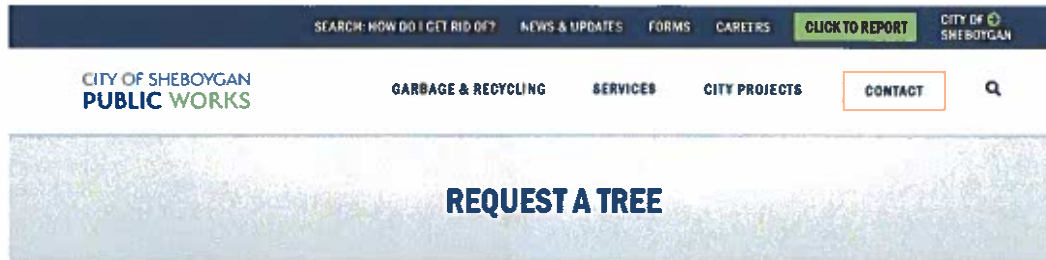 SEARCH: HOW DO I GET RID OF? NEWS & UPDATES FORMS CAREERS CLICK TO REPORT CITY OF SHEBOYGAN
CITY OF SHEBOYGAN
PUBLIC WORKS
GARBAGE & RECYCLING SERVICES CITY PROJECTS CONTACT
REQUEST A TREE